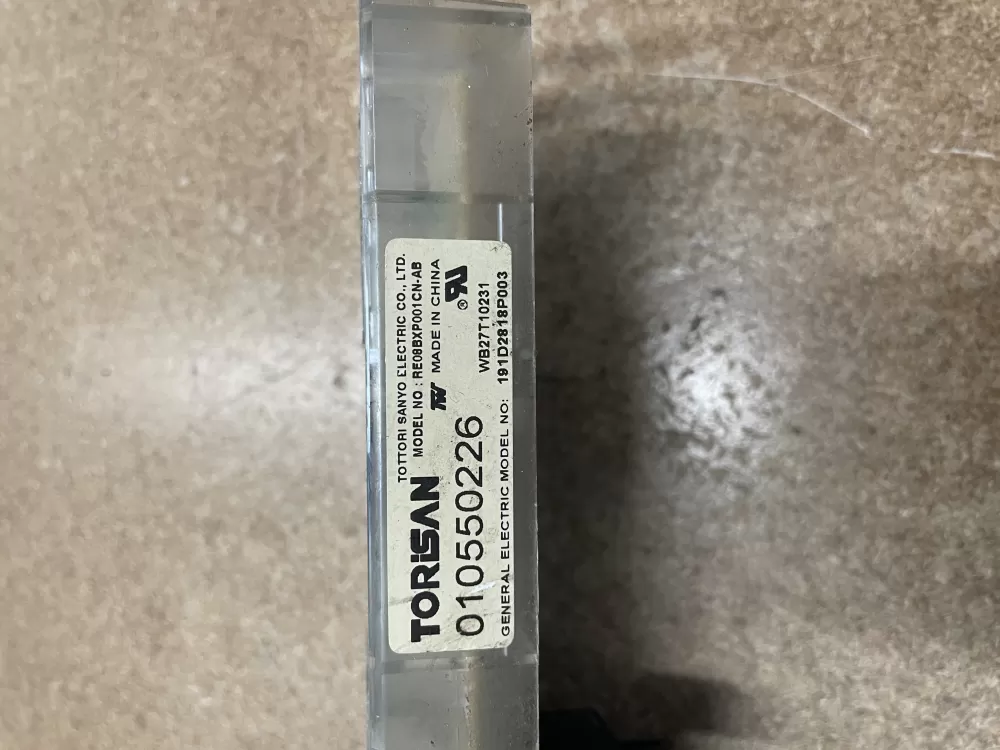 TORiSAN
TOTTORI SANYO ELECTRIC CO., LTD.
MODEL NO : RE08BXP001CN-AB
MADE IN CHINA
010550226
®
WB27T10231
GENERAL ELECTRIC MODEL NO: 191D2818P003